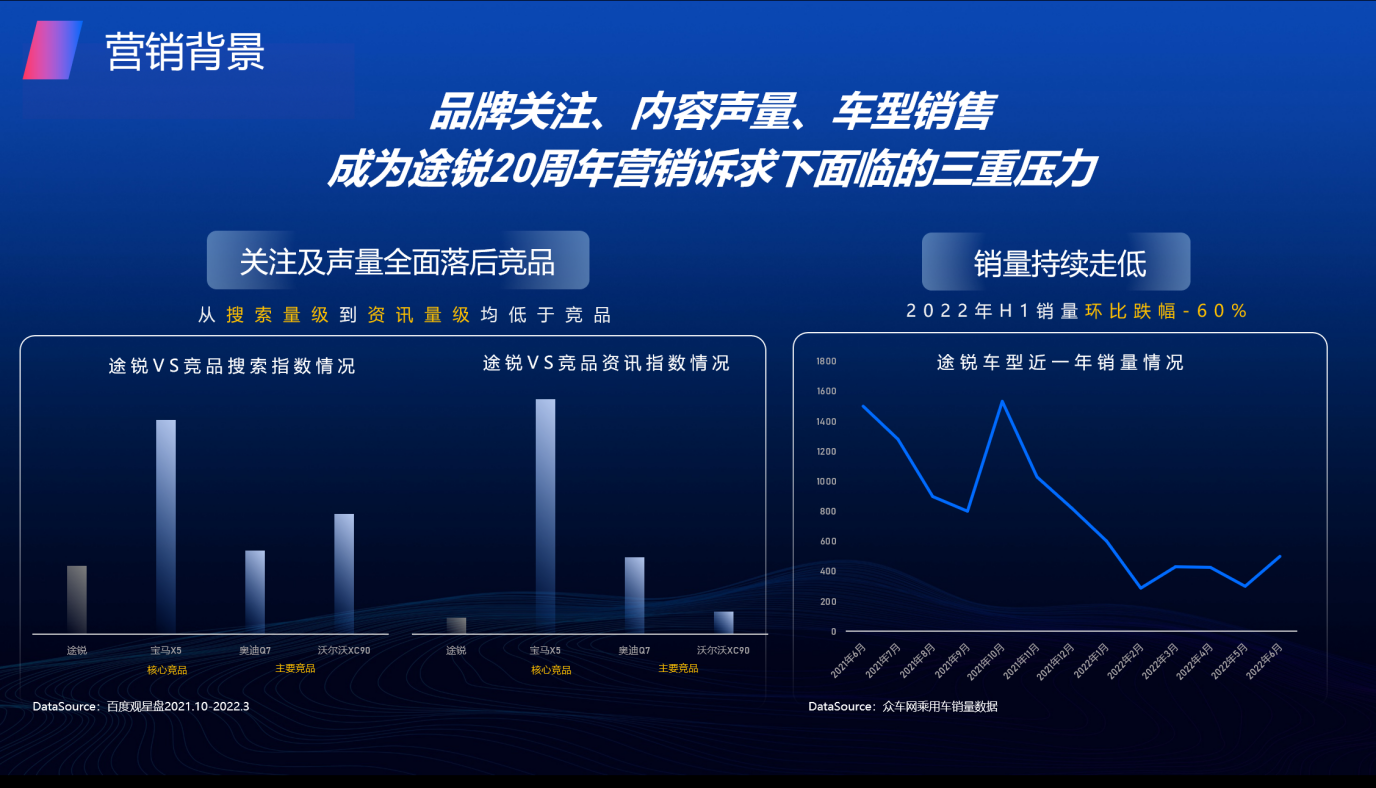 营销背景
品牌关注、内容声量、车型销售
成为途锐20周年营销诉求下面临的三重压力
关注及声量全面落后竞品
从搜索量级到资讯量级均低于竞品
途锐VS竞品搜索指数情况
途锐 宝马X5 奥迪Q7 沃尔沃XC90
核心竞品 主要竞品
途锐VS竞品资讯指数情况
途锐 宝马X5 奥迪Q7 沃尔沃XC90
核心竞品 主要竞品
DataSource：百度观星盘2021.10-2022.3
销量持续走低
2022年H1销量环比跌幅-60%
途锐车型近一年销量情况
1800
1600
1400
1200
1000
800
600
400
200
0
2021年6月 2021年7月 2021年8月 2021年9月 2021年10月 2021年11月 2021年12月 2022年1月 2022年2月 2022年3月 2022年4月 2022年5月 2022年6月
DataSource：众车网乘用车销量数据